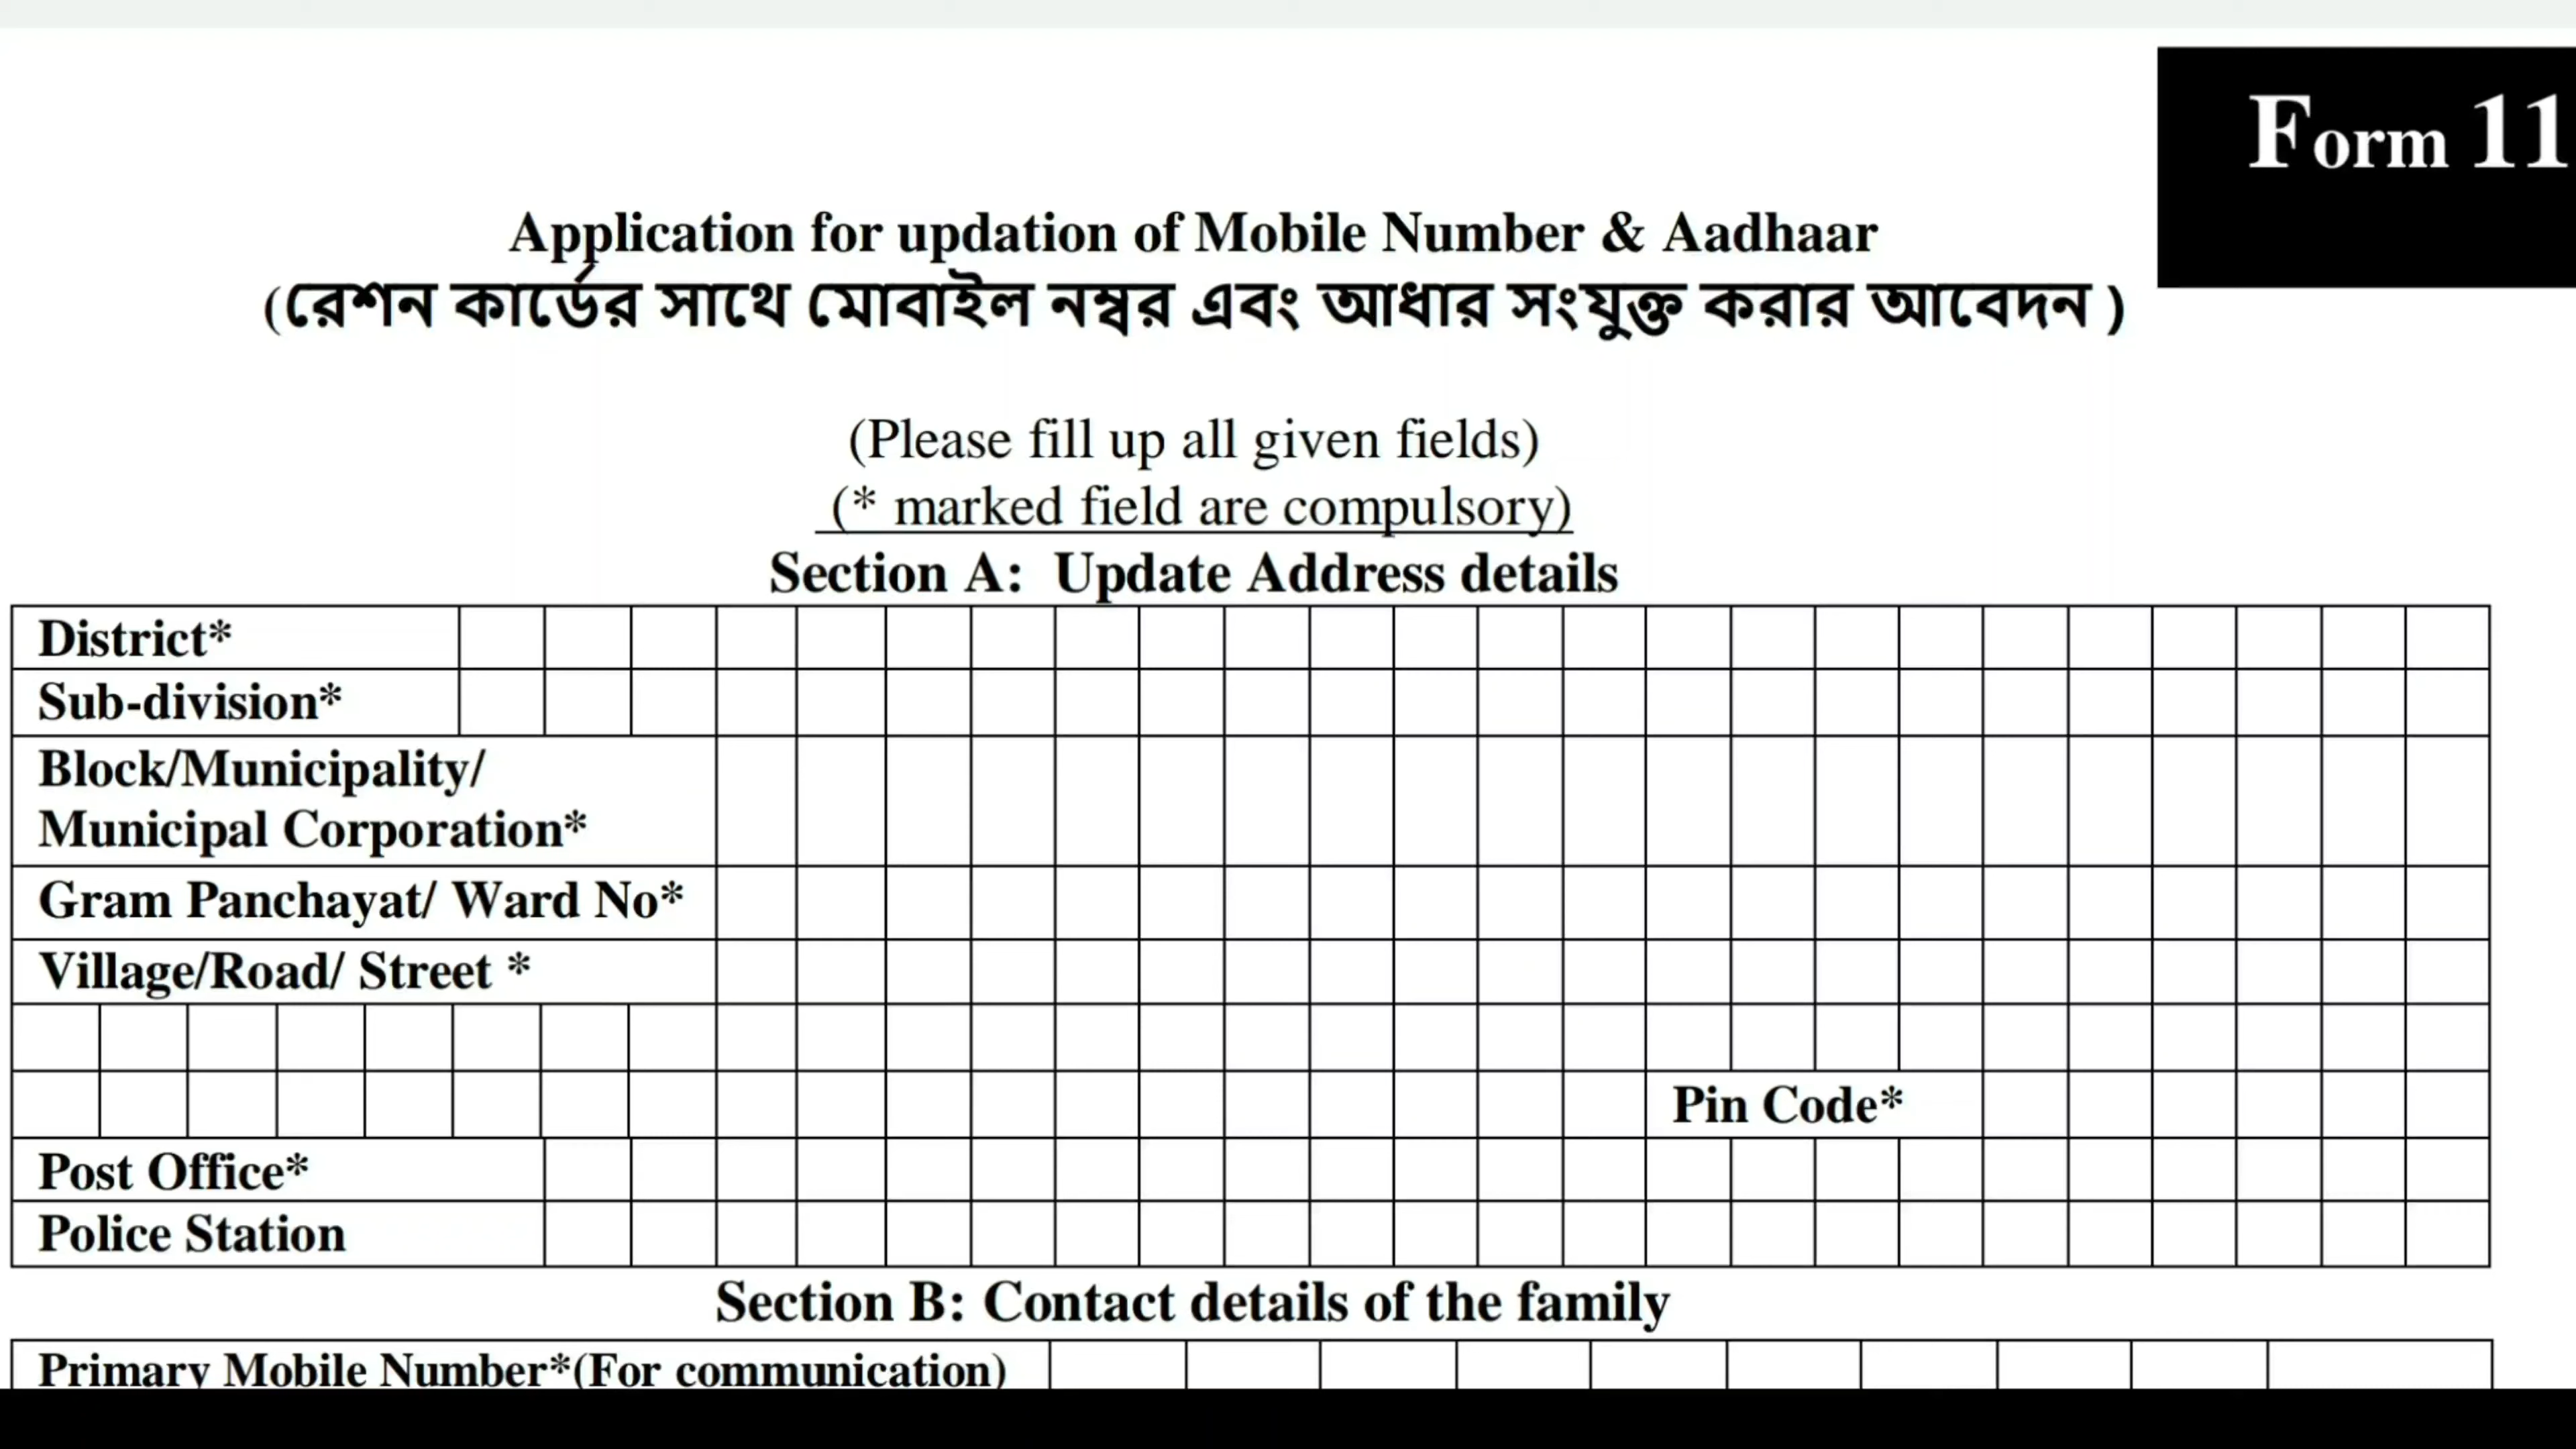 Form 11
Application for updation of Mobile Number & Aadhaar
(রেশন কার্ডের সাথে মোবাইল নম্বর এবং আধার সংযুক্ত করার আবেদন )
(Please fill up all given fields)
(* marked field are compulsory)
Section A: Update Address details
District*
Sub-division*
Block/Municipality/
Municipal Corporation*
Gram Panchayat/ Ward No*
Village/Road/ Street *
Pin Code*
Post Office*
Police Station
Section B: Contact details of the family
Primary Mobile Number*(For communication)